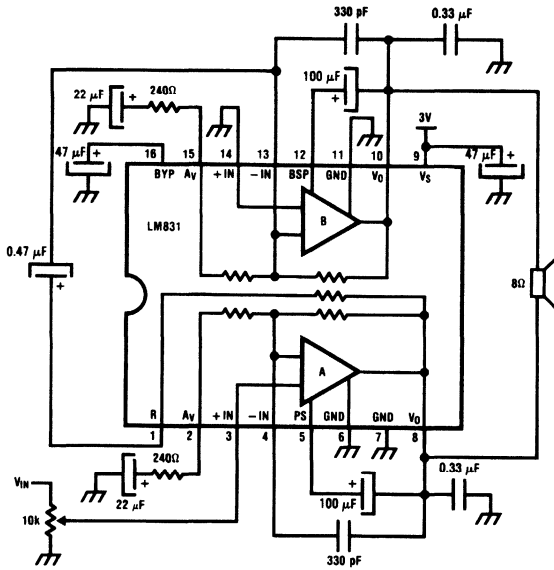 330 pF
0.33 µF
100 µF
+
22 µF
+
240Ω
3V
47 µF
+
16
15
14
13
12
11
10
9
+
47 µF
BYP
AV
+ IN
− IN
BSP
GND
VO
VS
LM831
B
0.47 µF
+
8Ω
A
R
AV
+ IN
− IN
PS
GND
GND
VO
1
2
3
4
5
6
7
8
240Ω
+
22 µF
+
100 µF
0.33 µF
VIN
10k
330 pF